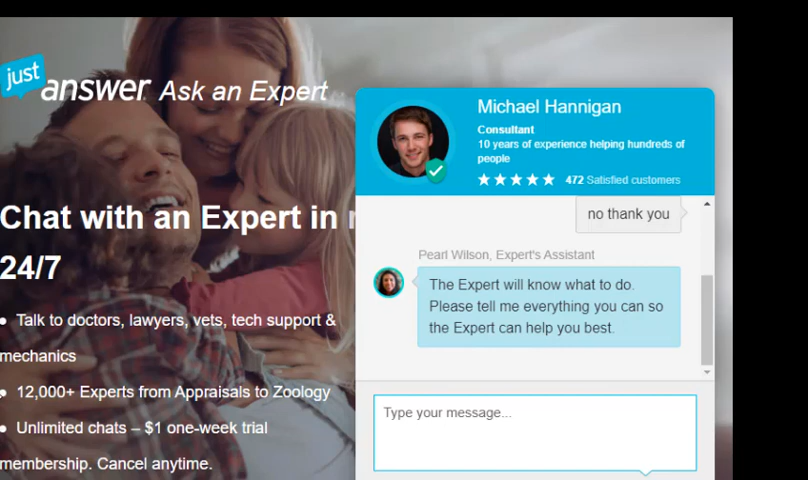 just
answer Ask an Expert
Chat with an Expert in
24/7
• Talk to doctors, lawyers, vets, tech support &
mechanics
• 12,000+ Experts from Appraisals to Zoology
• Unlimited chats – $1 one-week trial
membership. Cancel anytime.
Michael Hannigan
Consultant
10 years of experience helping hundreds of
people
472 Satisfied customers
no thank you
Pearl Wilson, Expert's Assistant
The Expert will know what to do.
Please tell me everything you can so
the Expert can help you best.
Type your message...